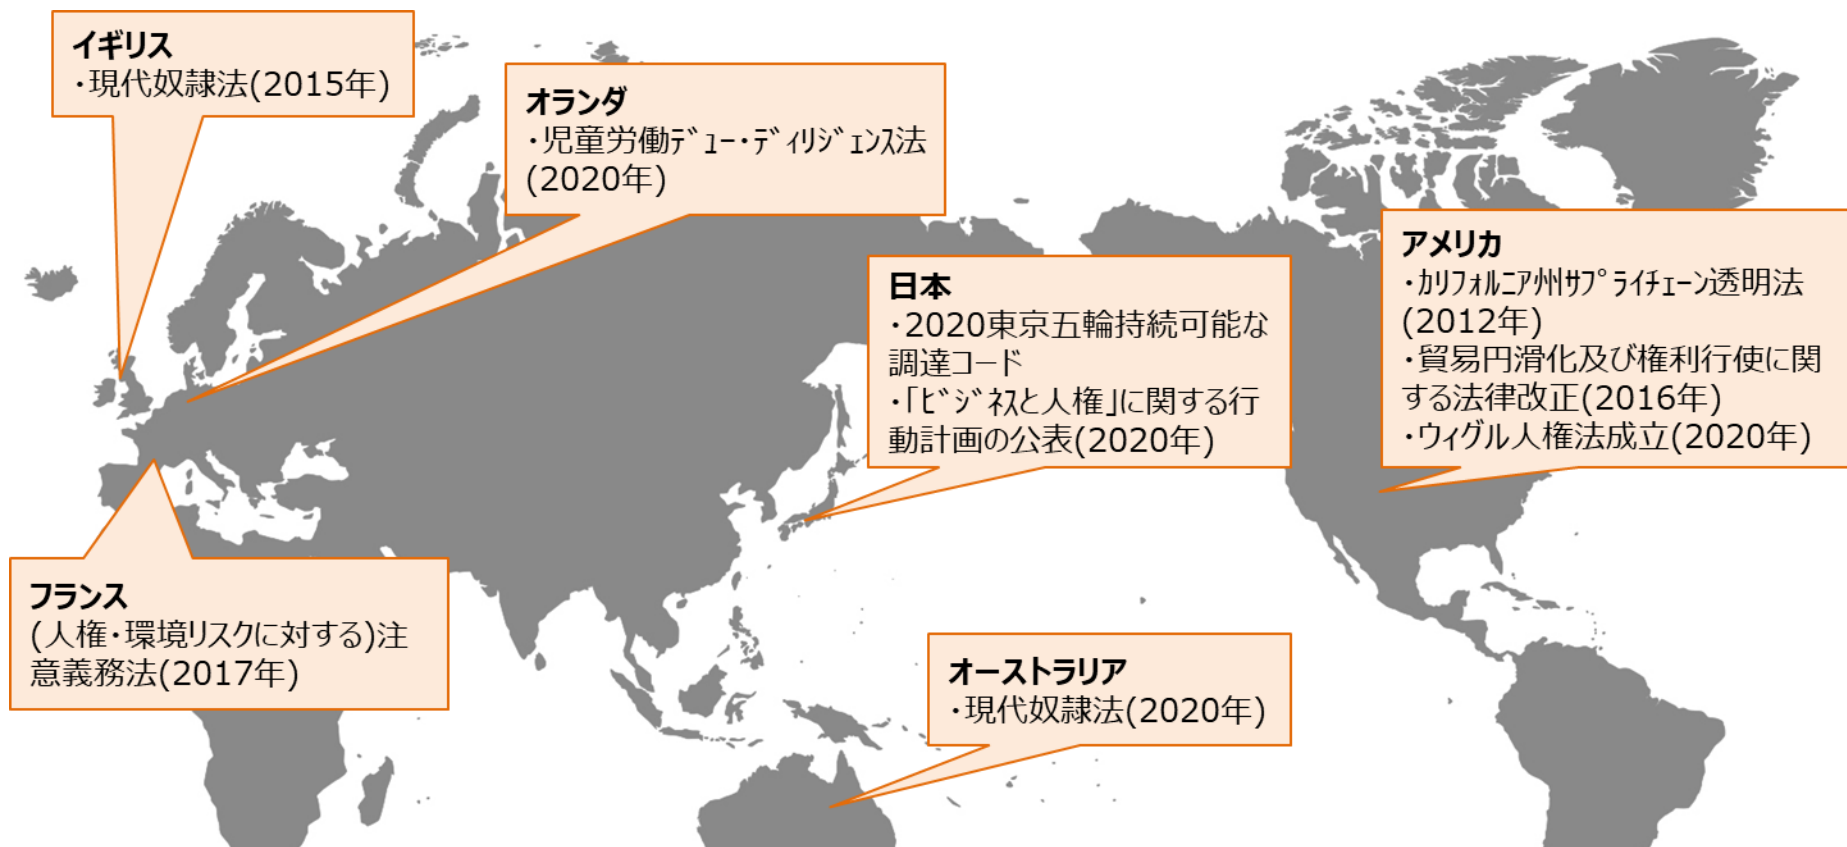 イギリス
・現代奴隷法(2015年)
オランダ
・児童労働ﾃﾞｭｰ・ﾃﾞｨﾘｼﾞｪﾝｽ法
(2020年)
日本
・2020東京五輪持続可能な
調達コード
・「ﾋﾞｼﾞﾈｽと人権」に関する行
動計画の公表(2020年)
アメリカ
・ｶﾘﾌｫﾙﾆｱ州ｻﾌﾟﾗｲﾁｪｰﾝ透明法
(2012年)
・貿易円滑化及び権利行使に関
する法律改正(2016年)
・ウィグル人権法成立(2020年)
フランス
(人権・環境リスクに対する)注
意義務法(2017年)
オーストラリア
・現代奴隷法(2020年)